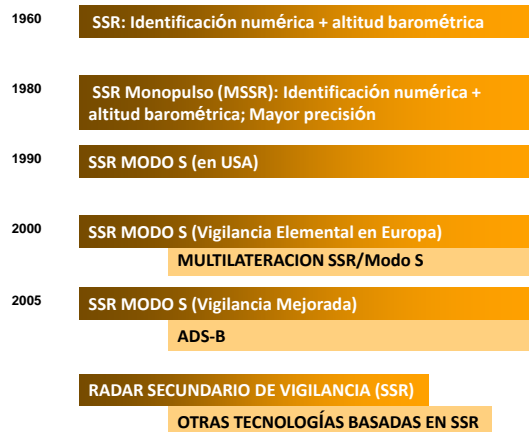 1960
SSR: Identificación numérica + altitud barométrica
1980
SSR Monopulso (MSSR): Identificación numérica +
altitud barométrica; Mayor precisión
1990
SSR MODO S (en USA)
2000
SSR MODO S (Vigilancia Elemental en Europa)
MULTILATERACION SSR/Modo S
2005
SSR MODO S (Vigilancia Mejorada)
ADS-B
RADAR SECUNDARIO DE VIGILANCIA (SSR)
OTRAS TECNOLOGÍAS BASADAS EN SSR